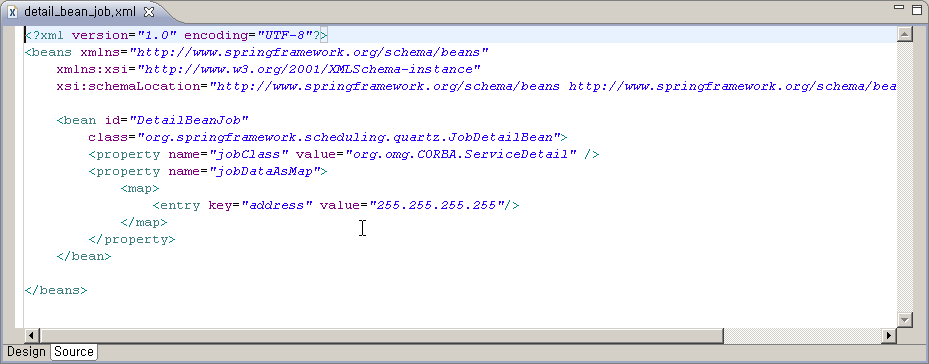 detail_bean_job.xml
<?xml version="1.0" encoding="UTF-8"?>
<beans xmlns="http://www.springframework.org/schema/beans"
    xmlns:xsi="http://www.w3.org/2001/XMLSchema-instance"
    xsi:schemaLocation="http://www.springframework.org/schema/beans http://www.springframework.org/schema/bea
    <bean id="DetailBeanJob"
        class="org.springframework.scheduling.quartz.JobDetailBean">
        <property name="jobClass" value="org.omg.CORBA.ServiceDetail" />
        <property name="jobDataAsMap">
            <map>
                <entry key="address" value="255.255.255.255"/>
            </map>
        </property>
    </bean>
</beans>
Design Source